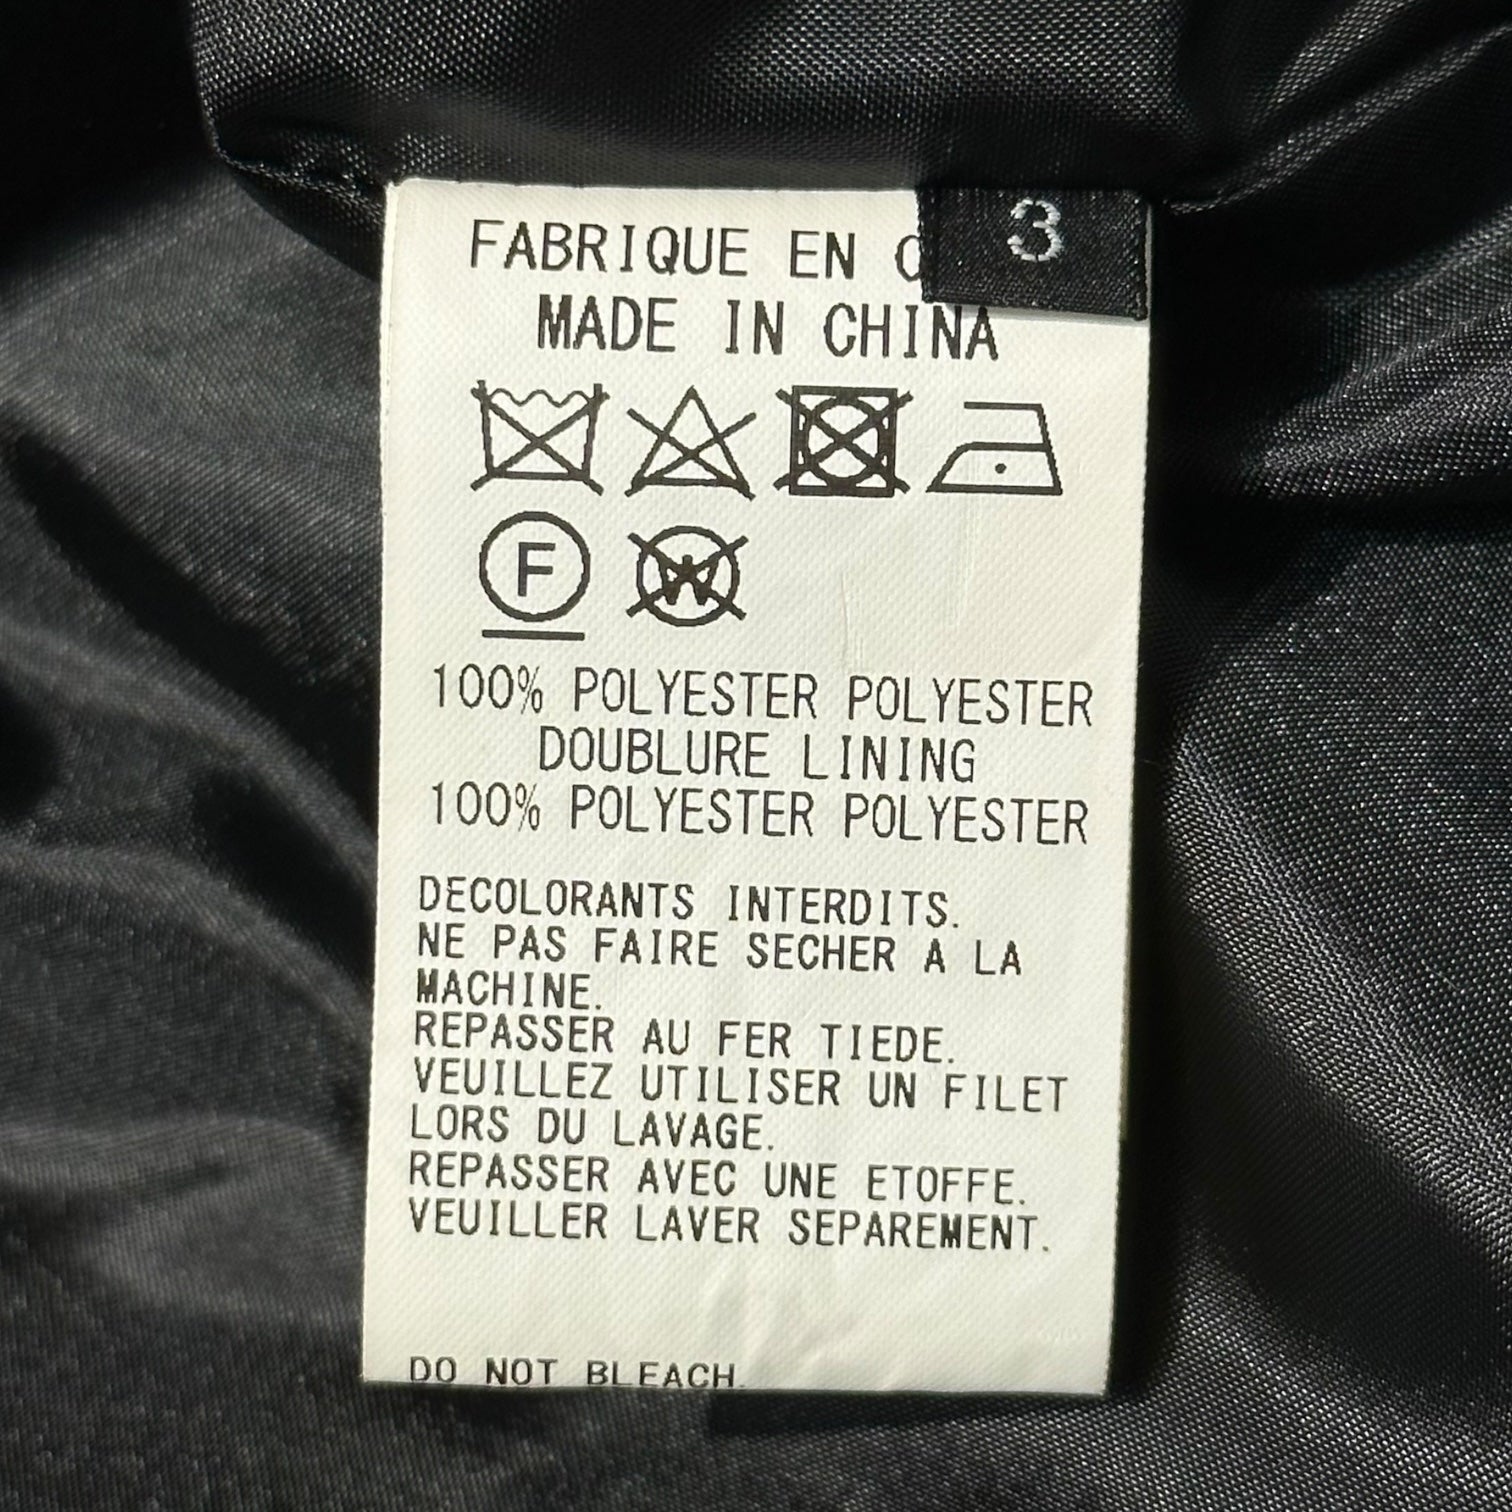 3
FABRIQUE EN
MADE IN CHINA
F
W
100% POLYESTER POLYESTER
DOUBLURE LINING
100% POLYESTER POLYESTER
DECOLORANTS INTERDITS.
NE PAS FAIRE SECHER A LA
MACHINE.
REPASSER AU FER TIEDE.
VEUILLEZ UTILISER UN FILET
LORS DU LAVAGE.
REPASSER AVEC UNE ETOFFE.
VEUILLER LAVER SEPAREMENT.
DO NOT BLEACH.